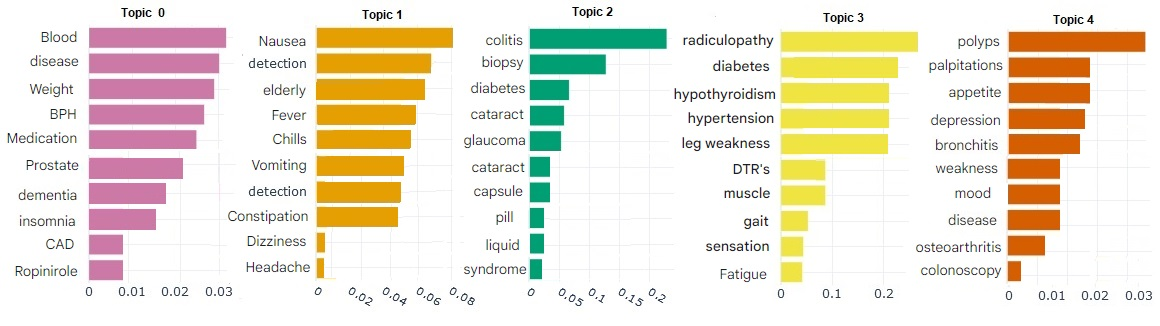 Topic 0
Blood
disease
Weight
BPH
Medication
Prostate
dementia
insomnia
CAD
Ropinirole
0 0.01 0.02 0.03
Topic 1
Nausea
detection
elderly
Fever
Chills
Vomiting
detection
Constipation
Dizziness
Headache
0 0.02 0.04 0.06 0.08
Topic 2
colitis
biopsy
diabetes
cataract
glaucoma
cataract
capsule
pill
liquid
syndrome
0 0.05 0.1 0.15 0.2
Topic 3
radiculopathy
diabetes
hypothyroidism
hypertension
leg weakness
DTR's
muscle
gait
sensation
Fatigue
0 0.1 0.2
Topic 4
polyps
palpitations
appetite
depression
bronchitis
weakness
mood
disease
osteoarthritis
colonoscopy
0 0.01 0.02 0.03